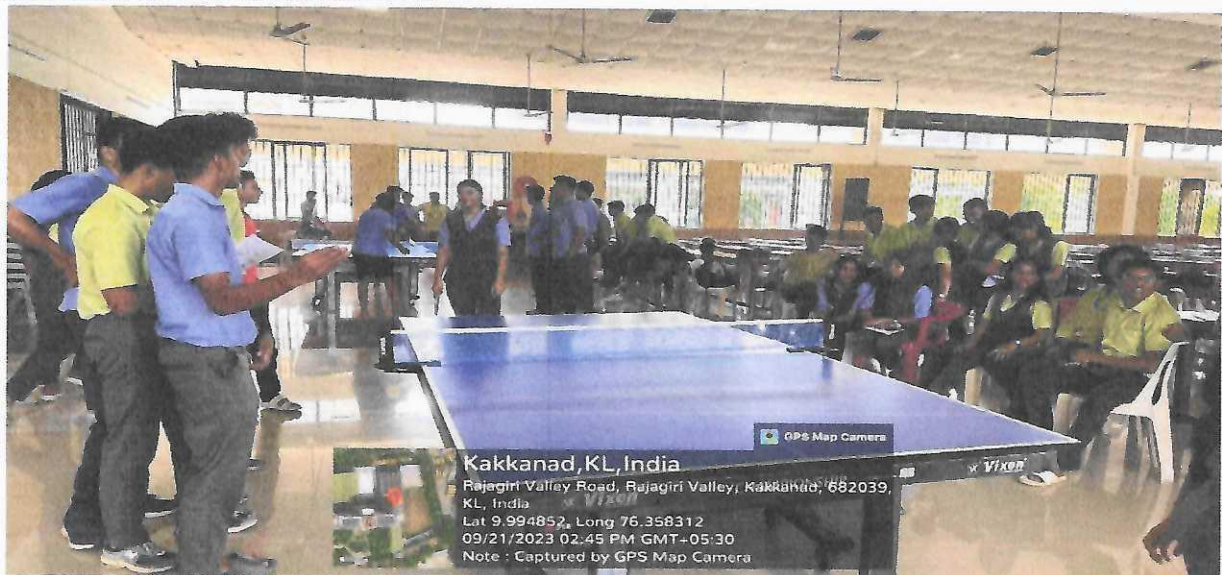 GPS Map Camera
Kakkanad,KL,India
Rajagiri Valley Road, Rajagiri Valley, Kakkanad, 682039,
KL, India
Lat 9.994852, Long 76.358312
09/21/2023 02:45 PM GMT+05:30
Note : Captured by GPS Map Camera
Vixen
Vixen